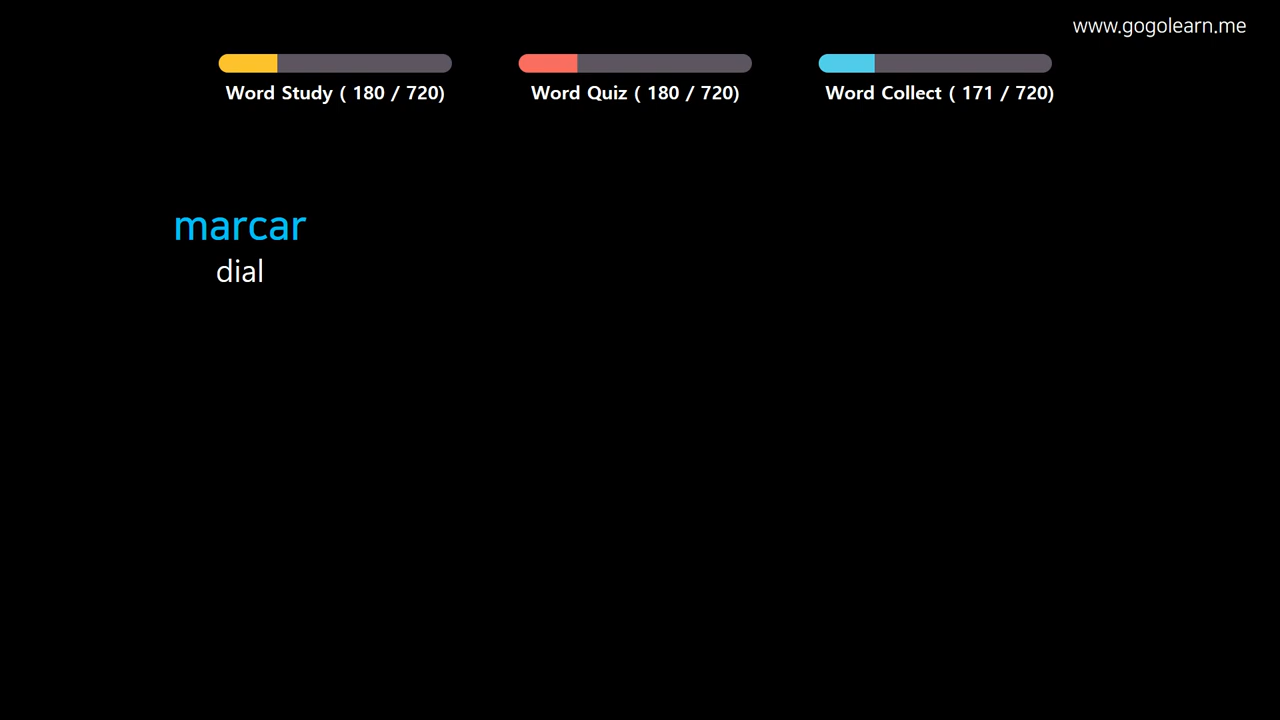 www.gogolearn.me
Word Study ( 180 / 720)
Word Quiz ( 180 / 720)
Word Collect ( 171 / 720)
marcar
dial